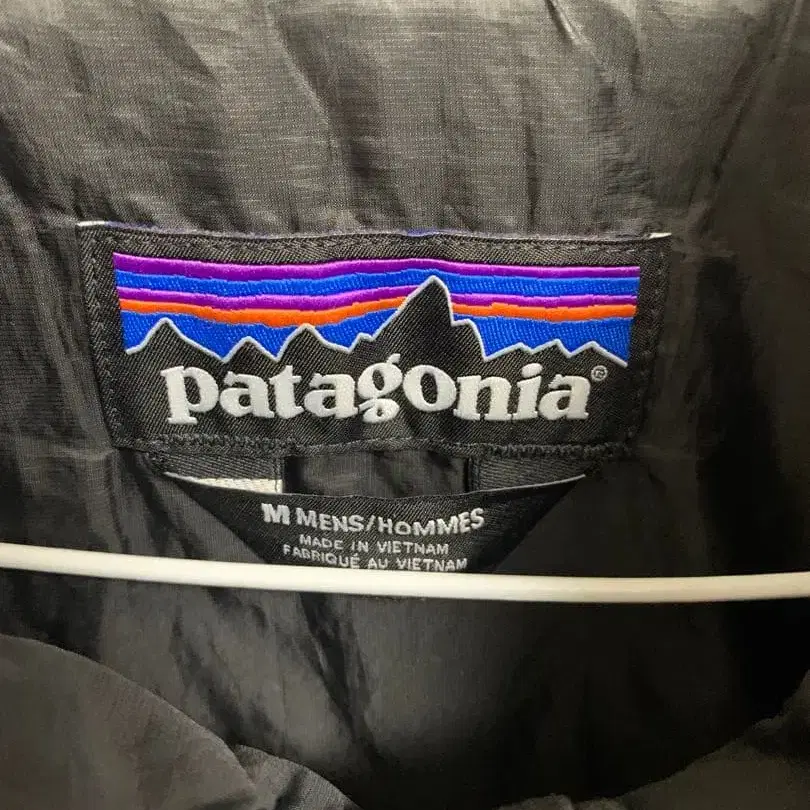 patagonia®
M MENS/HOMMES
MADE IN VIETNAM
FABRIQUÉ AU VIETNAM